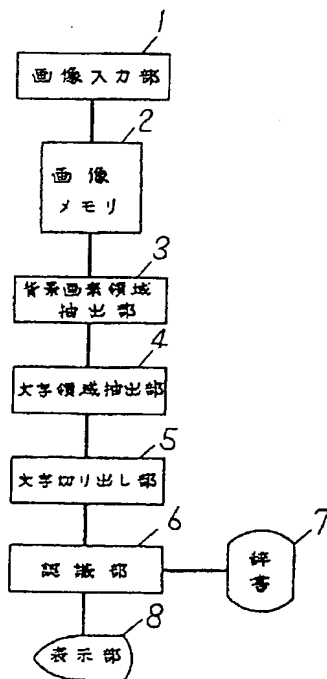 1
画像入力部
2
画像
メモリ
3
背景画素領域
抽出部
4
文字領域抽出部
5
文字切り出し部
6
認識部
7
辞書
8
表示部